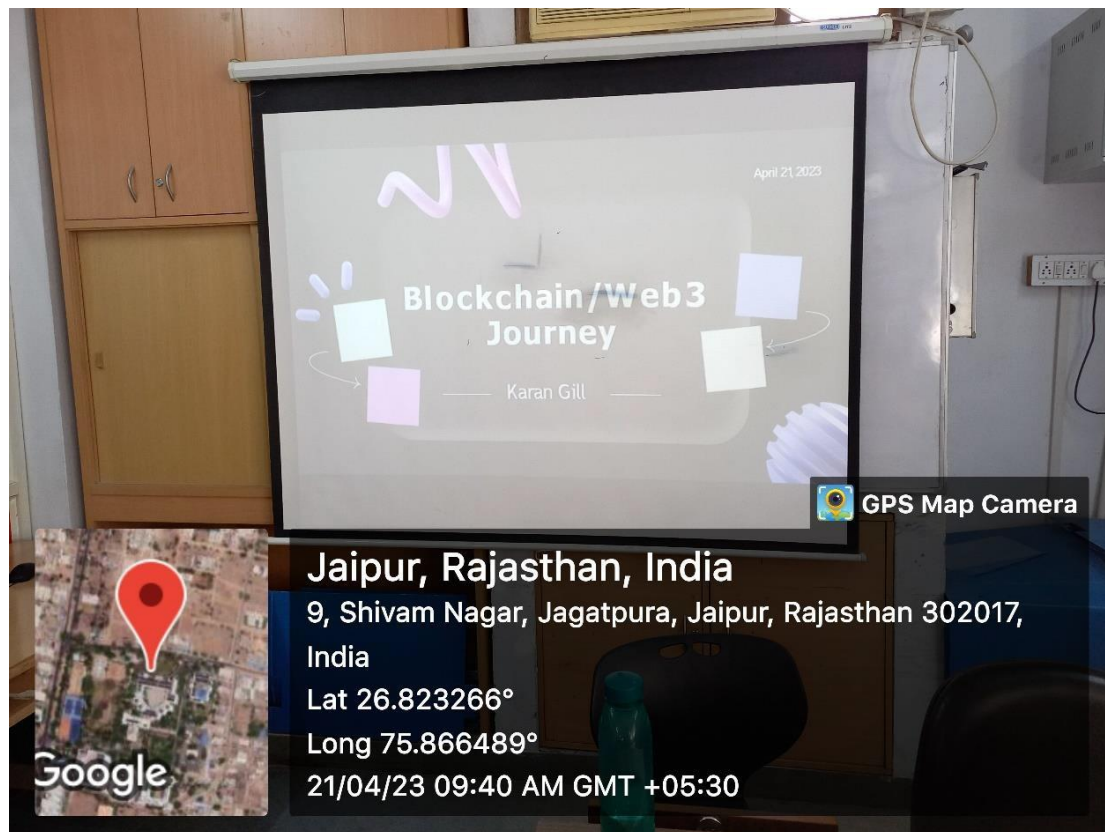 April 21, 2023
Blockchain/Web3
Journey
Karan Gill
GPS Map Camera
Jaipur, Rajasthan, India
9, Shivam Nagar, Jagatpura, Jaipur, Rajasthan 302017,
India
Lat 26.823266°
Long 75.866489°
21/04/23 09:40 AM GMT +05:30
Google